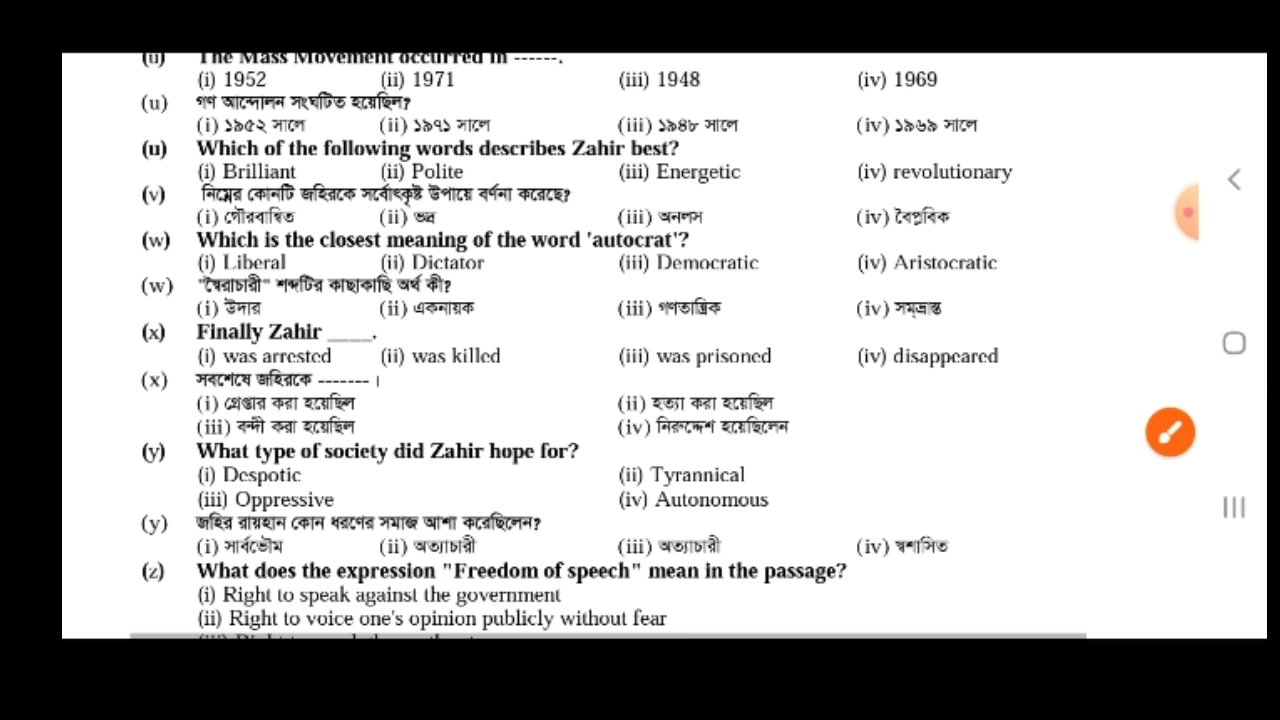 (u) The Mass Movement occurred in ------.
(i) 1952 (ii) 1971 (iii) 1948 (iv) 1969
(u) গণ আন্দোলন সংঘটিত হয়েছিল?
(i) ১৯৫২ সালে (ii) ১৯৭১ সালে (iii) ১৯৪৮ সালে (iv) ১৯৬৯ সালে
(u) Which of the following words describes Zahir best?
(i) Brilliant (ii) Polite (iii) Energetic (iv) revolutionary
(v) নিম্নের কোনটি জহিরকে সর্বোৎকৃষ্ট উপায়ে বর্ণনা করেছে?
(i) গৌরবান্বিত (ii) ভদ্র (iii) অনলস (iv) বৈপ্লবিক
(w) Which is the closest meaning of the word 'autocrat'?
(i) Liberal (ii) Dictator (iii) Democratic (iv) Aristocratic
(w) "স্বৈরাচারী" শব্দটির কাছাকাছি অর্থ কী?
(i) উদার (ii) একনায়ক (iii) গণতান্ত্রিক (iv) সম্ভ্রান্ত
(x) Finally Zahir ____.
(i) was arrested (ii) was killed (iii) was prisoned (iv) disappeared
(x) সবশেষে জহিরকে ------- ।
(i) গ্রেপ্তার করা হয়েছিল (ii) হত্যা করা হয়েছিল
(iii) বন্দী করা হয়েছিল (iv) নিরুদ্দেশ হয়েছিলেন
(y) What type of society did Zahir hope for?
(i) Despotic (ii) Tyrannical
(iii) Oppressive (iv) Autonomous
(y) জহির রায়হান কোন ধরণের সমাজ আশা করেছিলেন?
(i) সার্বভৌম (ii) অত্যাচারী (iii) অত্যাচারী (iv) স্বশাসিত
(z) What does the expression "Freedom of speech" mean in the passage?
(i) Right to speak against the government
(ii) Right to voice one's opinion publicly without fear